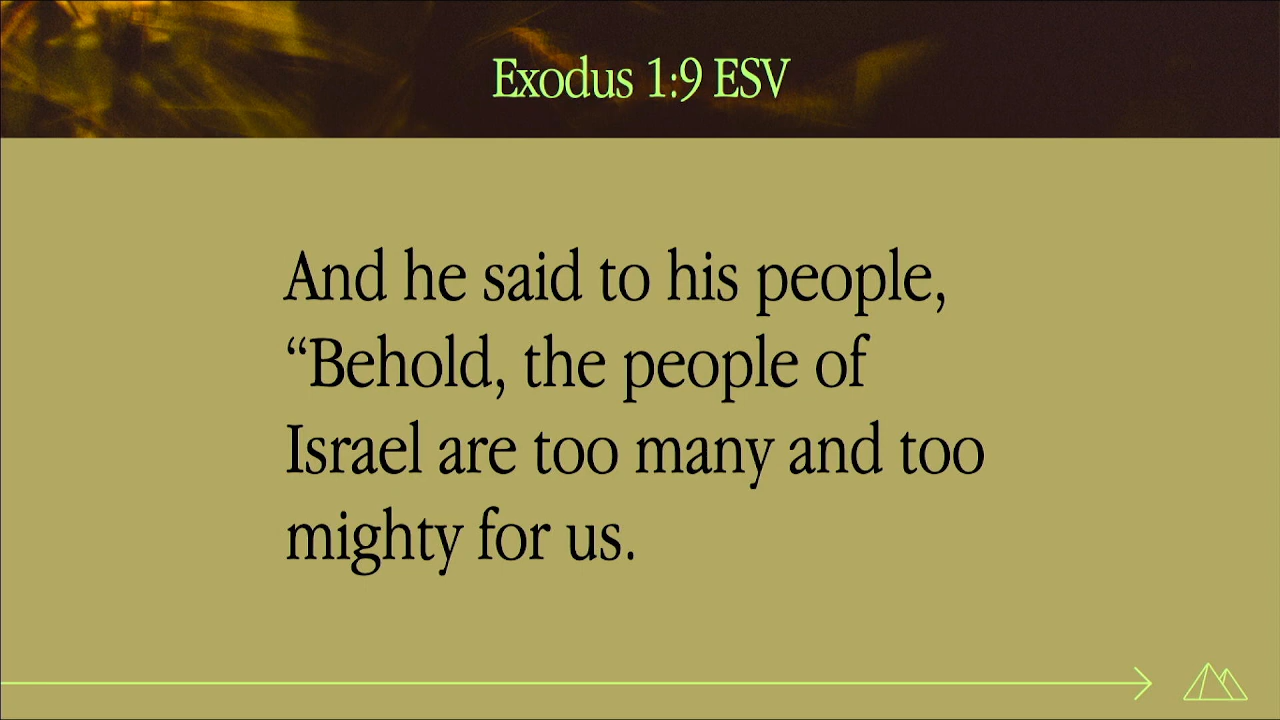 Exodus 1:9 ESV
And he said to his people,
“Behold, the people of
Israel are too many and too
mighty for us.